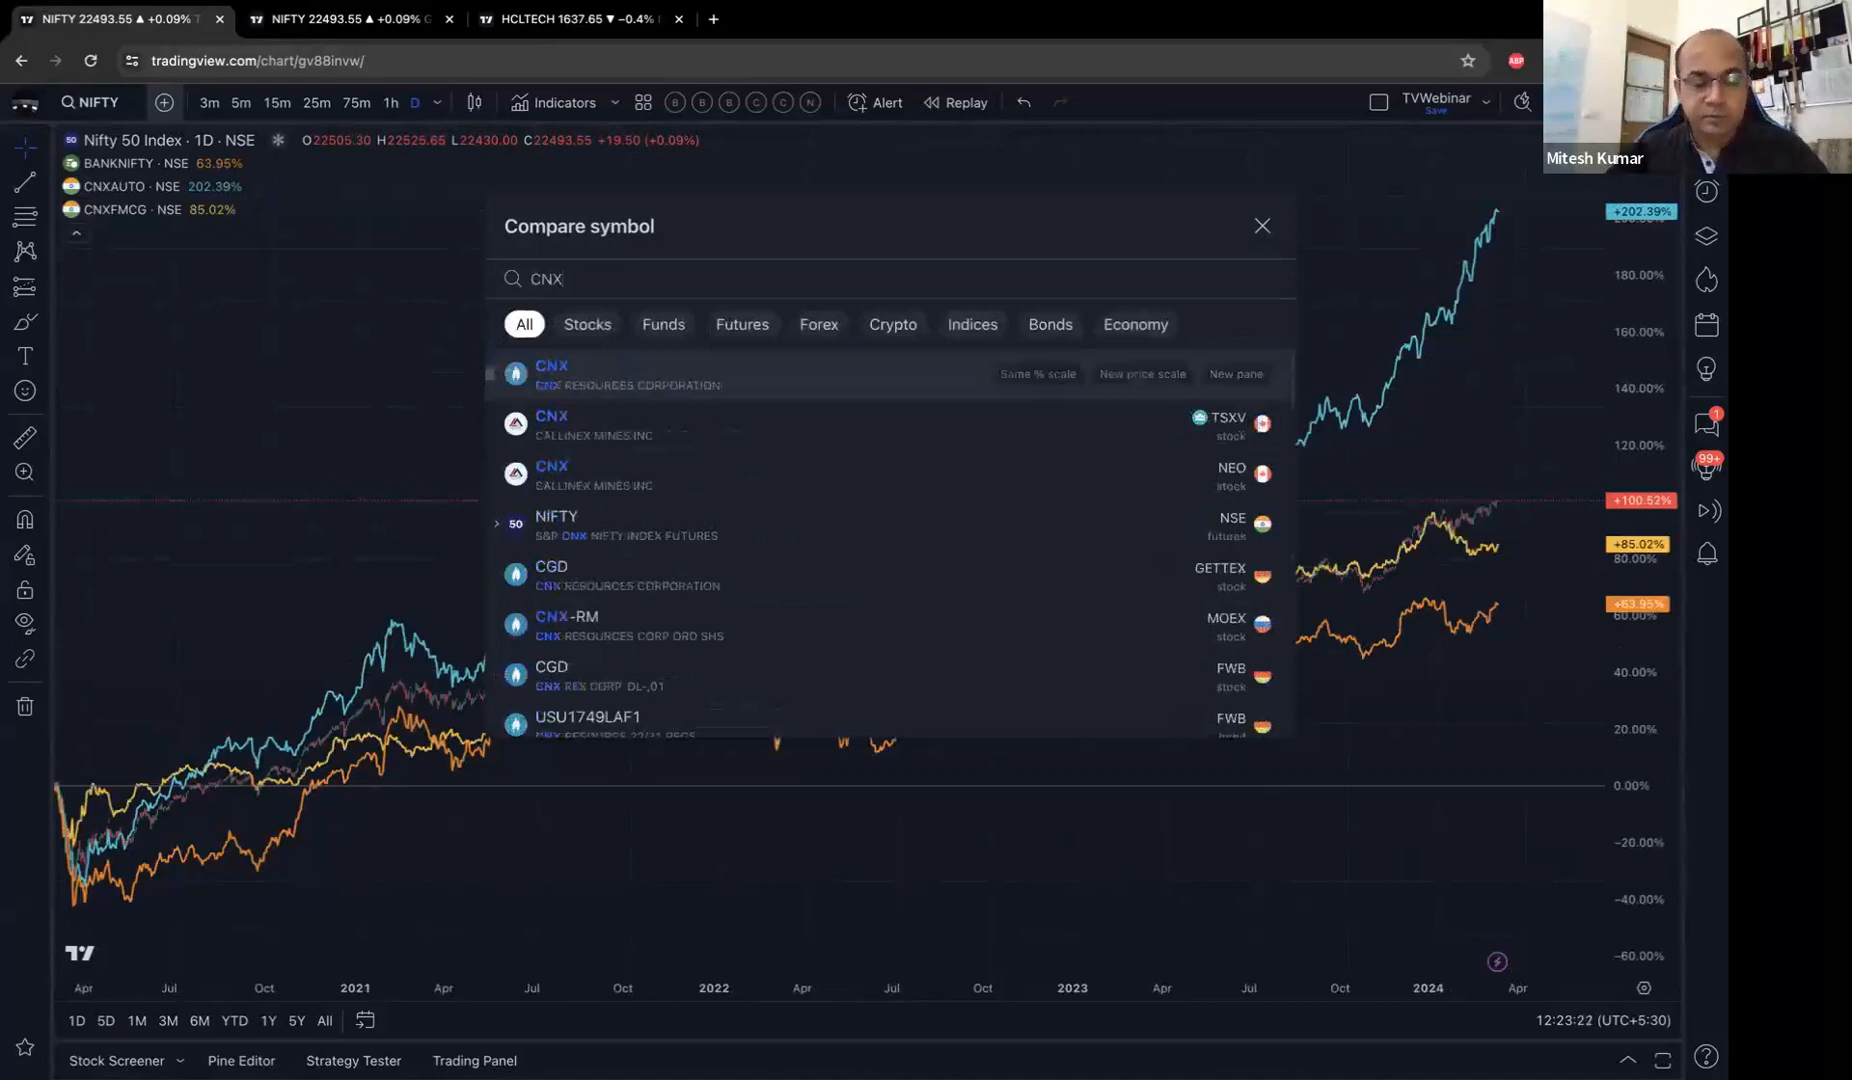 NIFTY 22493.55 ▲ +0.09% T
NIFTY 22493.55 ▲ +0.09% G
HCLTECH 1637.65 ▼ −0.4%
tradingview.com/chart/gv88invw/
ABP
NIFTY
3m 5m 15m 25m 75m 1h D
Indicators
B B B C C N
Alert
Replay
TVWebinar
Save
Mitesh Kumar
50 Nifty 50 Index · 1D · NSE O22505.30 H22525.65 L22430.00 C22493.55 +19.50 (+0.09%)
BANKNIFTY · NSE 63.95%
CNXAUTO · NSE 202.39%
CNXFMCG · NSE 85.02%
Compare symbol
CNX
All Stocks Funds Futures Forex Crypto Indices Bonds Economy
CNX
CNX RESOURCES CORPORATION
Same % scale New price scale New pane
CNX
CALLINEX MINES INC
TSXV
stock
CNX
CALLINEX MINES INC
NEO
stock
50 NIFTY
S&P CNX NIFTY INDEX FUTURES
NSE
futures
CGD
CNX RESOURCES CORPORATION
GETTEX
stock
CNX-RM
CNX RESOURCES CORP ORD SHS
MOEX
stock
CGD
CNX RES CORP DL-,01
FWB
stock
USU1749LAF1
FWB
+202.39%
180.00%
160.00%
140.00%
120.00%
+100.52%
+85.02%
80.00%
+63.95%
60.00%
40.00%
20.00%
0.00%
−20.00%
−40.00%
−60.00%
1
99+
Apr Jul Oct 2021 Apr Jul Oct 2022 Apr Jul Oct 2023 Apr Jul Oct 2024 Apr
1D 5D 1M 3M 6M YTD 1Y 5Y All
12:23:22 (UTC+5:30)
Stock Screener Pine Editor Strategy Tester Trading Panel